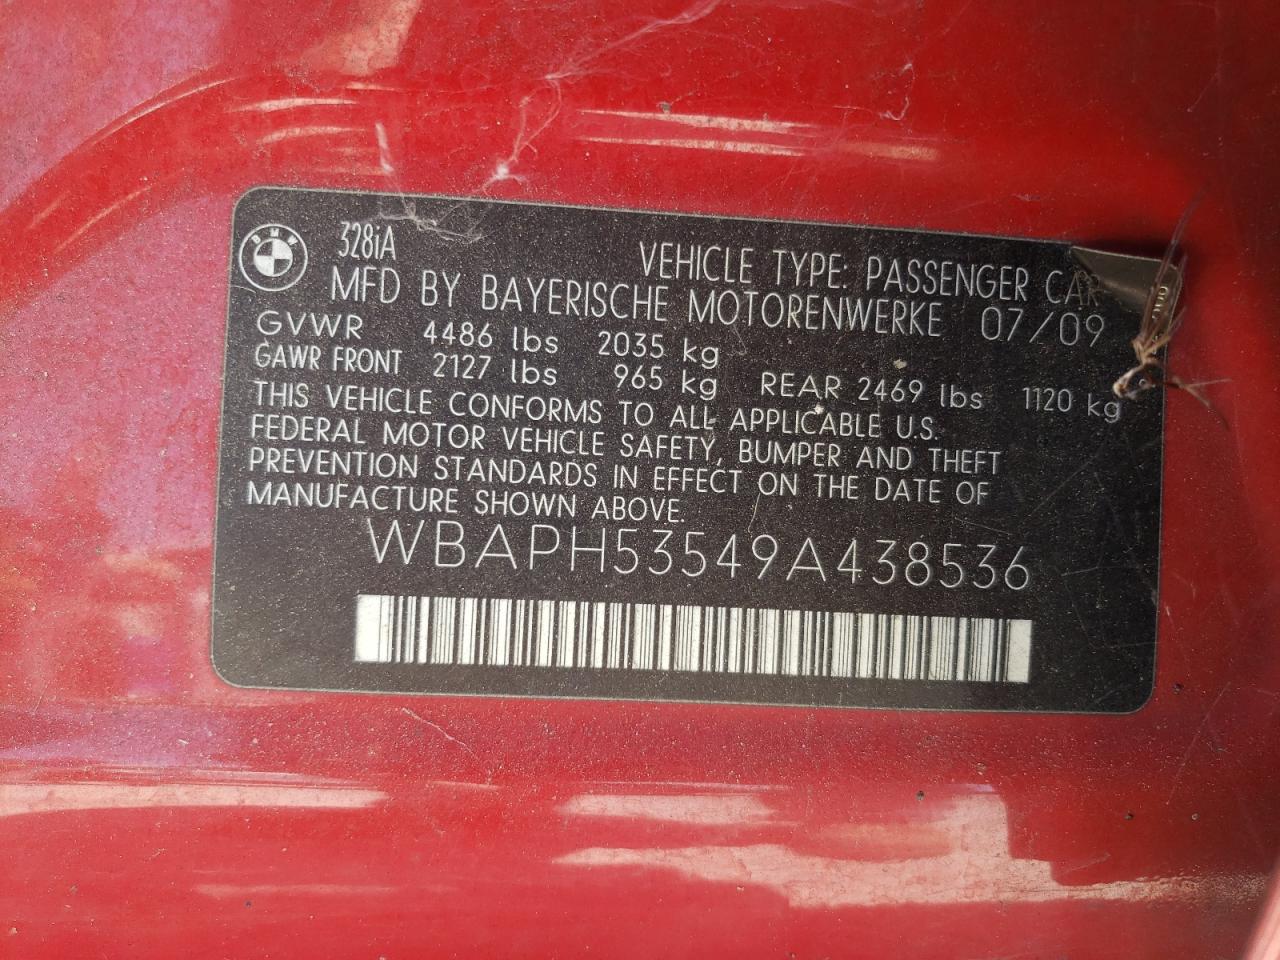 BMW
328iA
VEHICLE TYPE: PASSENGER CAR
MFD BY BAYERISCHE MOTORENWERKE 07/09
GVWR 4486 lbs 2035 kg
GAWR FRONT 2127 lbs 965 kg REAR 2469 lbs 1120 kg
THIS VEHICLE CONFORMS TO ALL APPLICABLE U.S.
FEDERAL MOTOR VEHICLE SAFETY, BUMPER AND THEFT
PREVENTION STANDARDS IN EFFECT ON THE DATE OF
MANUFACTURE SHOWN ABOVE.
WBAPH53549A438536